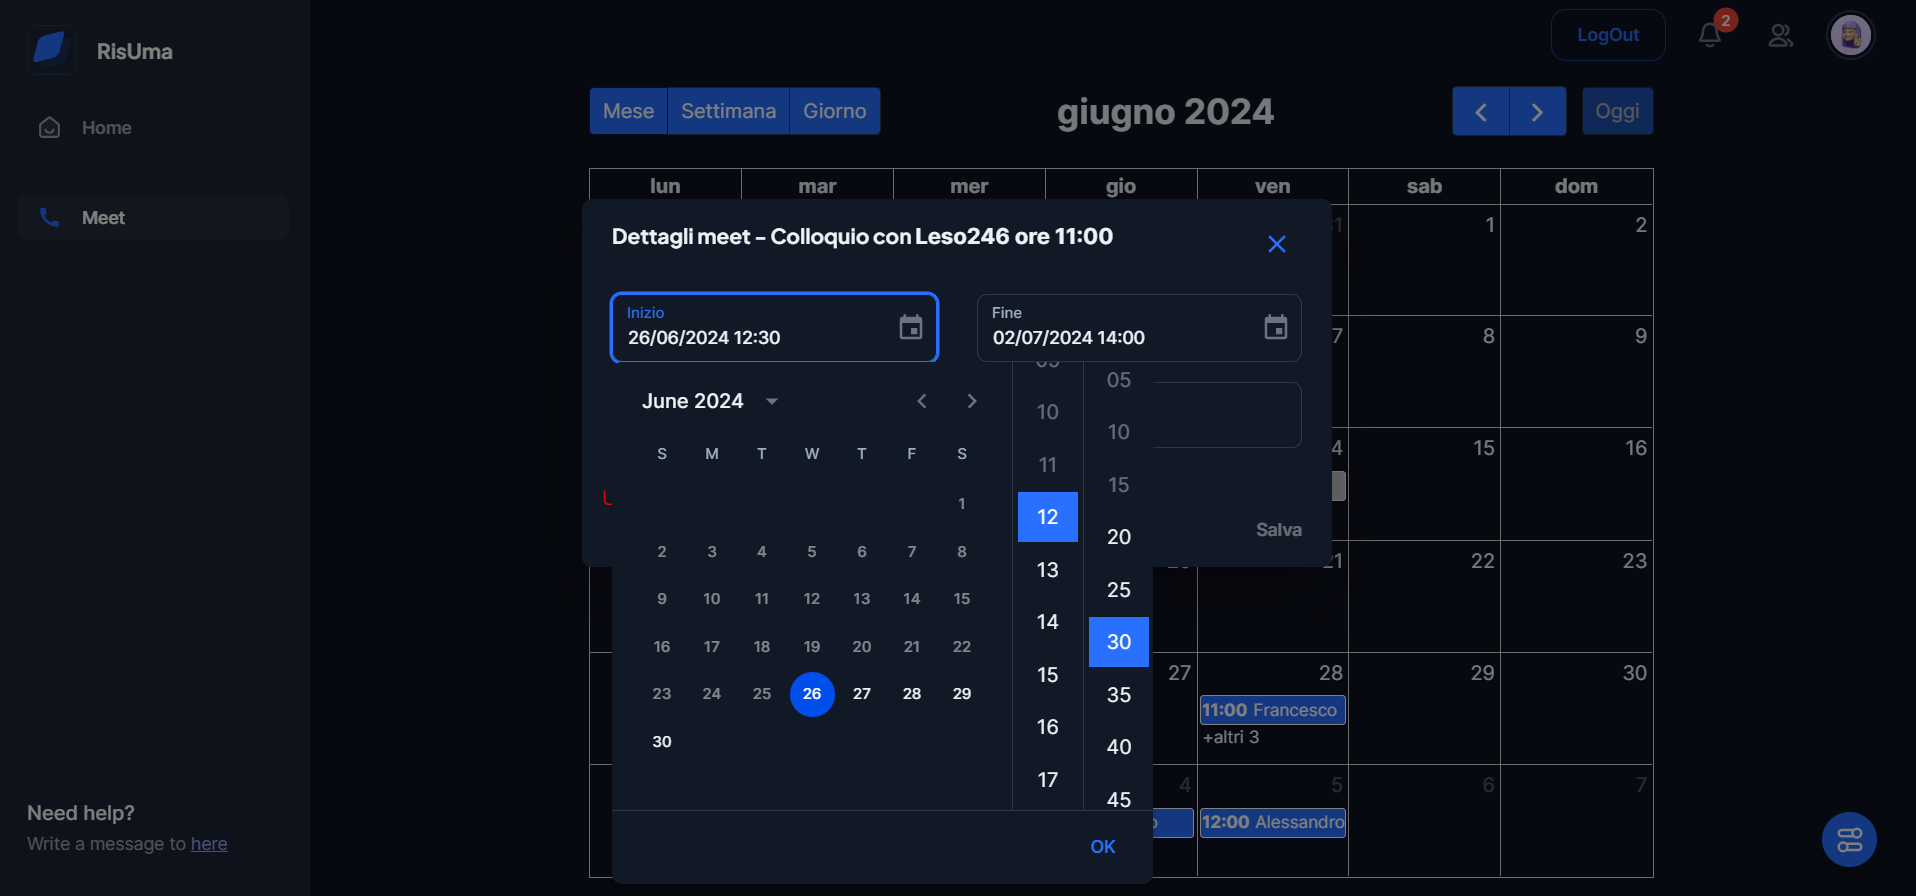 RisUma
Home
Meet
Need help?
Write a message to here
LogOut
2
Mese Settimana Giorno
giugno 2024
Oggi
lun mar mer gio ven sab dom
1 2
7 8 9
15 16
21 22 23
27 28 29 30
11:00 Francesco
+altri 3
4 5 6 7
12:00 Alessandro
Dettagli meet – Colloquio con Leso246 ore 11:00
Inizio
26/06/2024 12:30
Fine
02/07/2024 14:00
June 2024
S M T W T F S
1
2 3 4 5 6 7 8
9 10 11 12 13 14 15
16 17 18 19 20 21 22
23 24 25 26 27 28 29
30
10
11
12
13
14
15
16
17
05
10
15
20
25
30
35
40
45
OK
Salva